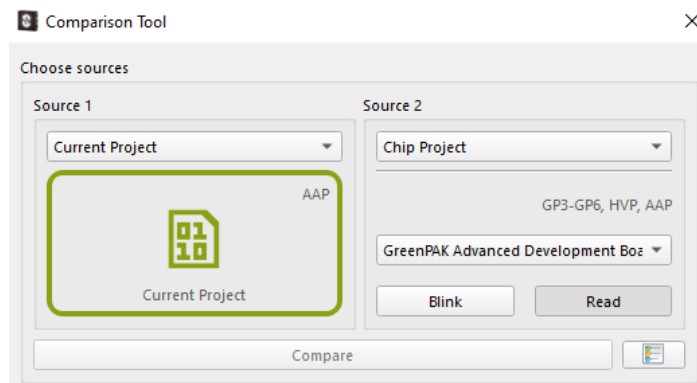 Comparison Tool
Choose sources
Source 1
Current Project
AAP
0110
Current Project
Source 2
Chip Project
GP3-GP6, HVP, AAP
GreenPAK Advanced Development Boa
Blink
Read
Compare